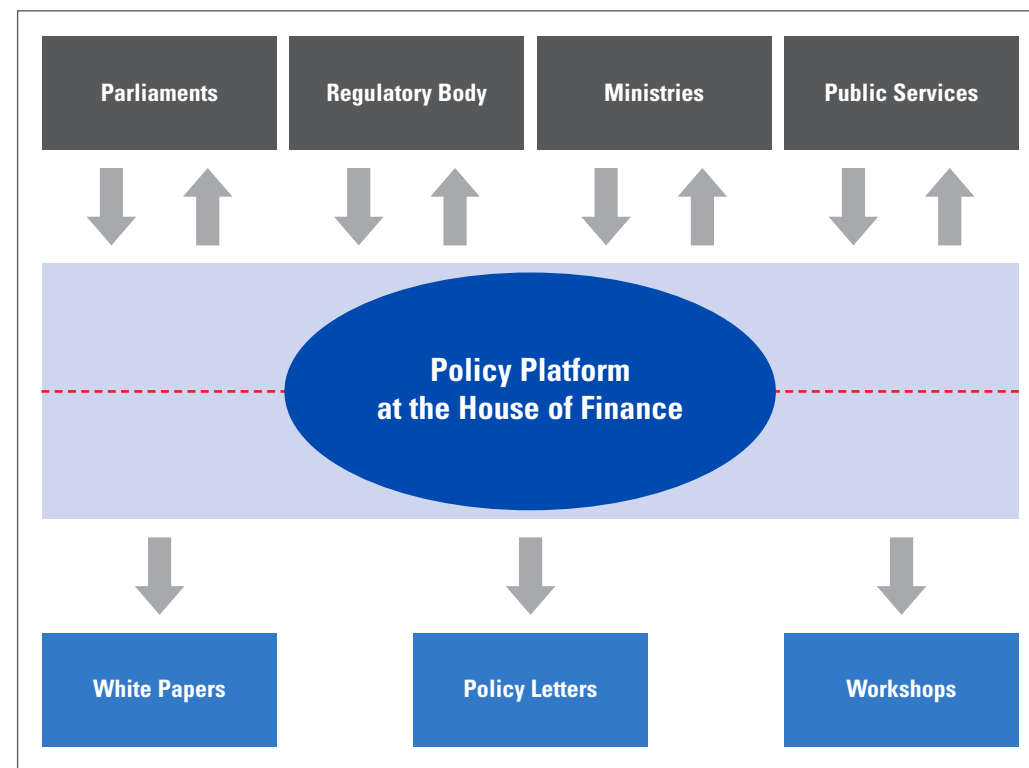 Parliaments
Regulatory Body
Ministries
Public Services
Policy Platform
at the House of Finance
White Papers
Policy Letters
Workshops